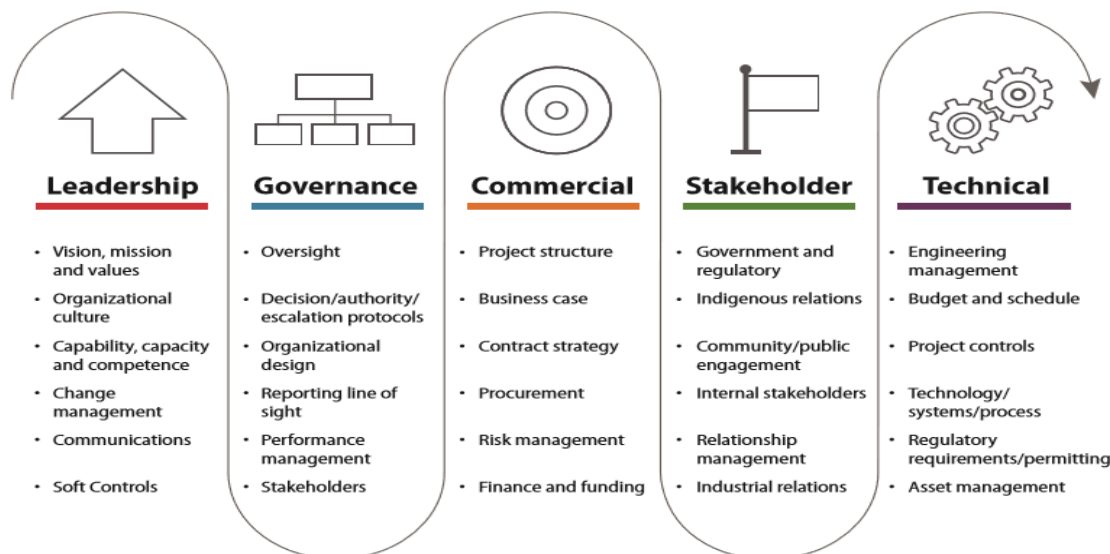 Leadership
• Vision, mission
and values
• Organizational
culture
• Capability, capacity
and competence
• Change
management
• Communications
• Soft Controls
Governance
• Oversight
• Decision/authority/
escalation protocols
• Organizational
design
• Reporting line of
sight
• Performance
management
• Stakeholders
Commercial
• Project structure
• Business case
• Contract strategy
• Procurement
• Risk management
• Finance and funding
Stakeholder
• Government and
regulatory
• Indigenous relations
• Community/public
engagement
• Internal stakeholders
• Relationship
management
• Industrial relations
Technical
• Engineering
management
• Budget and schedule
• Project controls
• Technology/
systems/process
• Regulatory
requirements/permitting
• Asset management